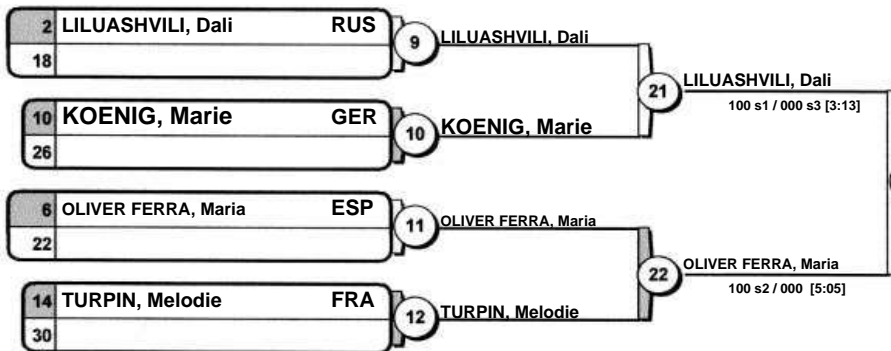 2 LILUASHVILI, Dali RUS
18
9
LILUASHVILI, Dali
10 KOENIG, Marie GER
26
10
KOENIG, Marie
21
LILUASHVILI, Dali
100 s1 / 000 s3 [3:13]
6 OLIVER FERRA, Maria ESP
22
11
OLIVER FERRA, Maria
14 TURPIN, Melodie FRA
30
12
TURPIN, Melodie
22
OLIVER FERRA, Maria
100 s2 / 000 [5:05]